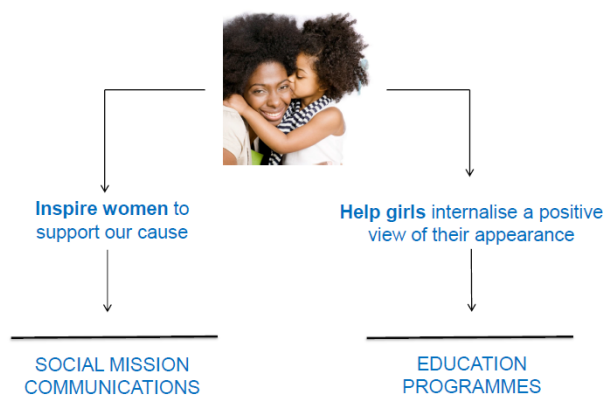 Inspire women to
support our cause
Help girls internalise a positive
view of their appearance
SOCIAL MISSION
COMMUNICATIONS
EDUCATION
PROGRAMMES